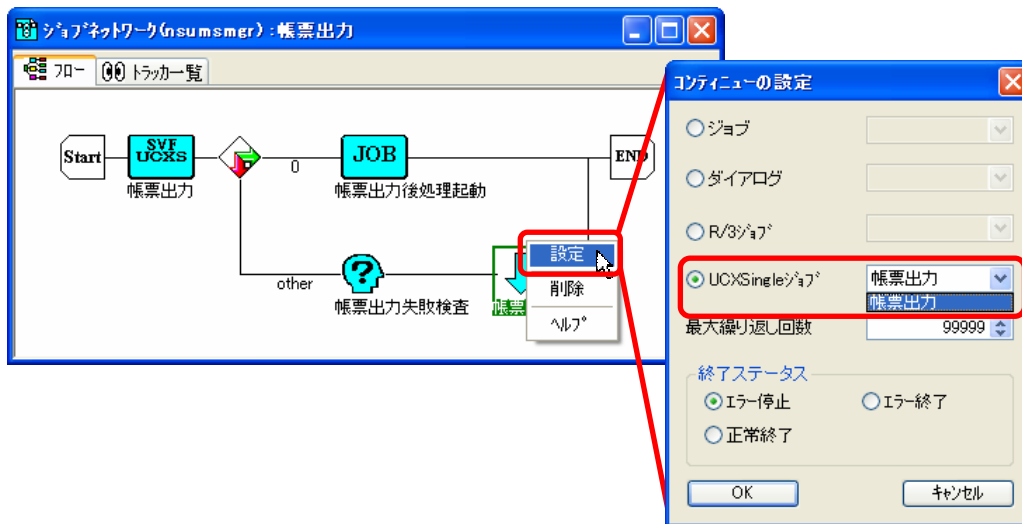 ジョブネットワーク(nsumsmgr):帳票出力
フロー
トラッカ一覧
Start
SVF
UCXS
帳票出力
0
JOB
帳票出力後処理起動
END
other
帳票出力失敗検査
帳票
設定
削除
ヘルプ
コンティニューの設定
ジョブ
ダイアログ
R/3ジョブ
UCXSingleジョブ
帳票出力
帳票出力
最大繰り返し回数
99999
終了ステータス
エラー停止
エラー終了
正常終了
OK
キャンセル